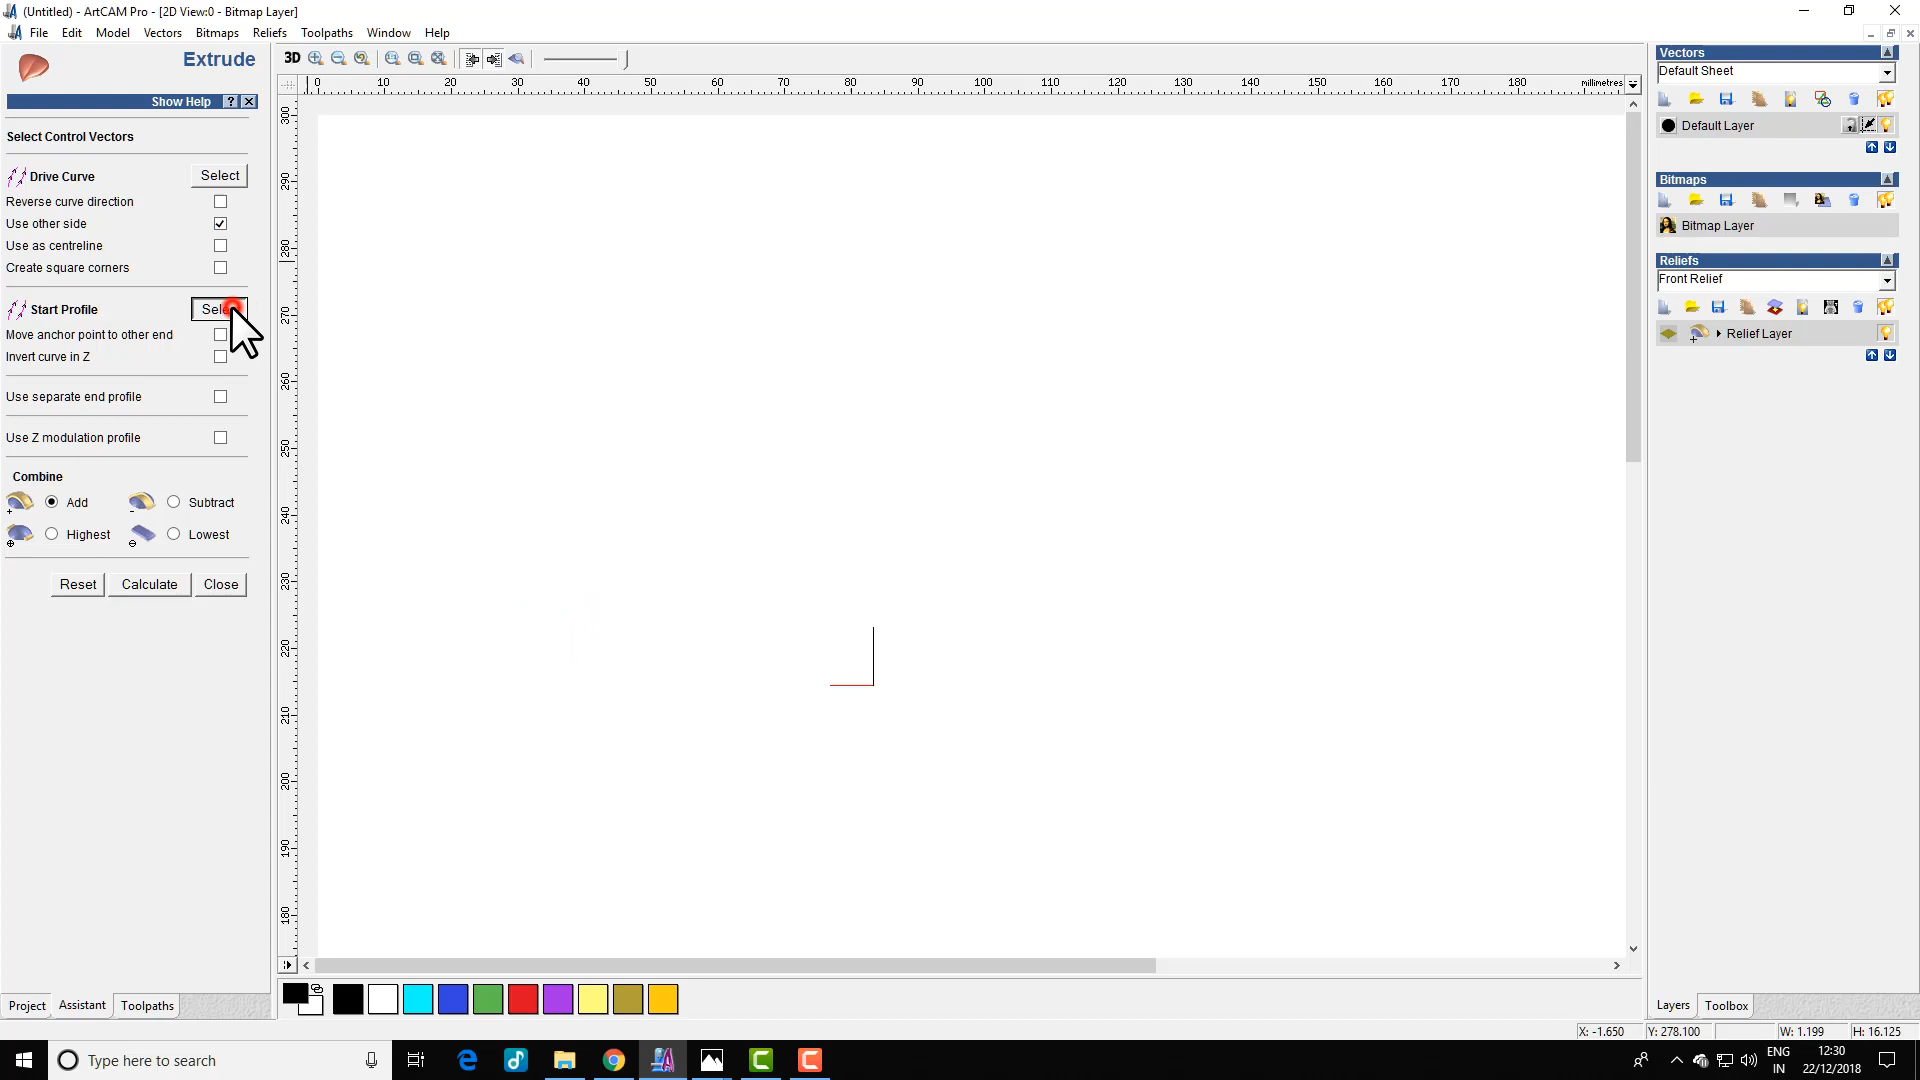 (Untitled) - ArtCAM Pro - [2D View:0 - Bitmap Layer]
File Edit Model Vectors Bitmaps Reliefs Toolpaths Window Help
Extrude
Show Help ?
Select Control Vectors
Drive Curve Select
Reverse curve direction
Use other side
Use as centreline
Create square corners
Start Profile
Move anchor point to other end
Invert curve in Z
Use separate end profile
Use Z modulation profile
Combine
Add Subtract
Highest Lowest
Reset Calculate Close
Project Assistant Toolpaths
3D
0 10 20 30 40 50 60 70 80 90 100 110 120 130 140 150 160 170 180 millimetres
300
290
280
270
260
250
240
230
220
210
200
190
180
Vectors
Default Sheet
Default Layer
Bitmaps
Bitmap Layer
Reliefs
Front Relief
Relief Layer
Layers Toolbox
X: -1.650 Y: 278.100 W: 1.199 H: 16.125
Type here to search
ENG
IN
12:30
22/12/2018